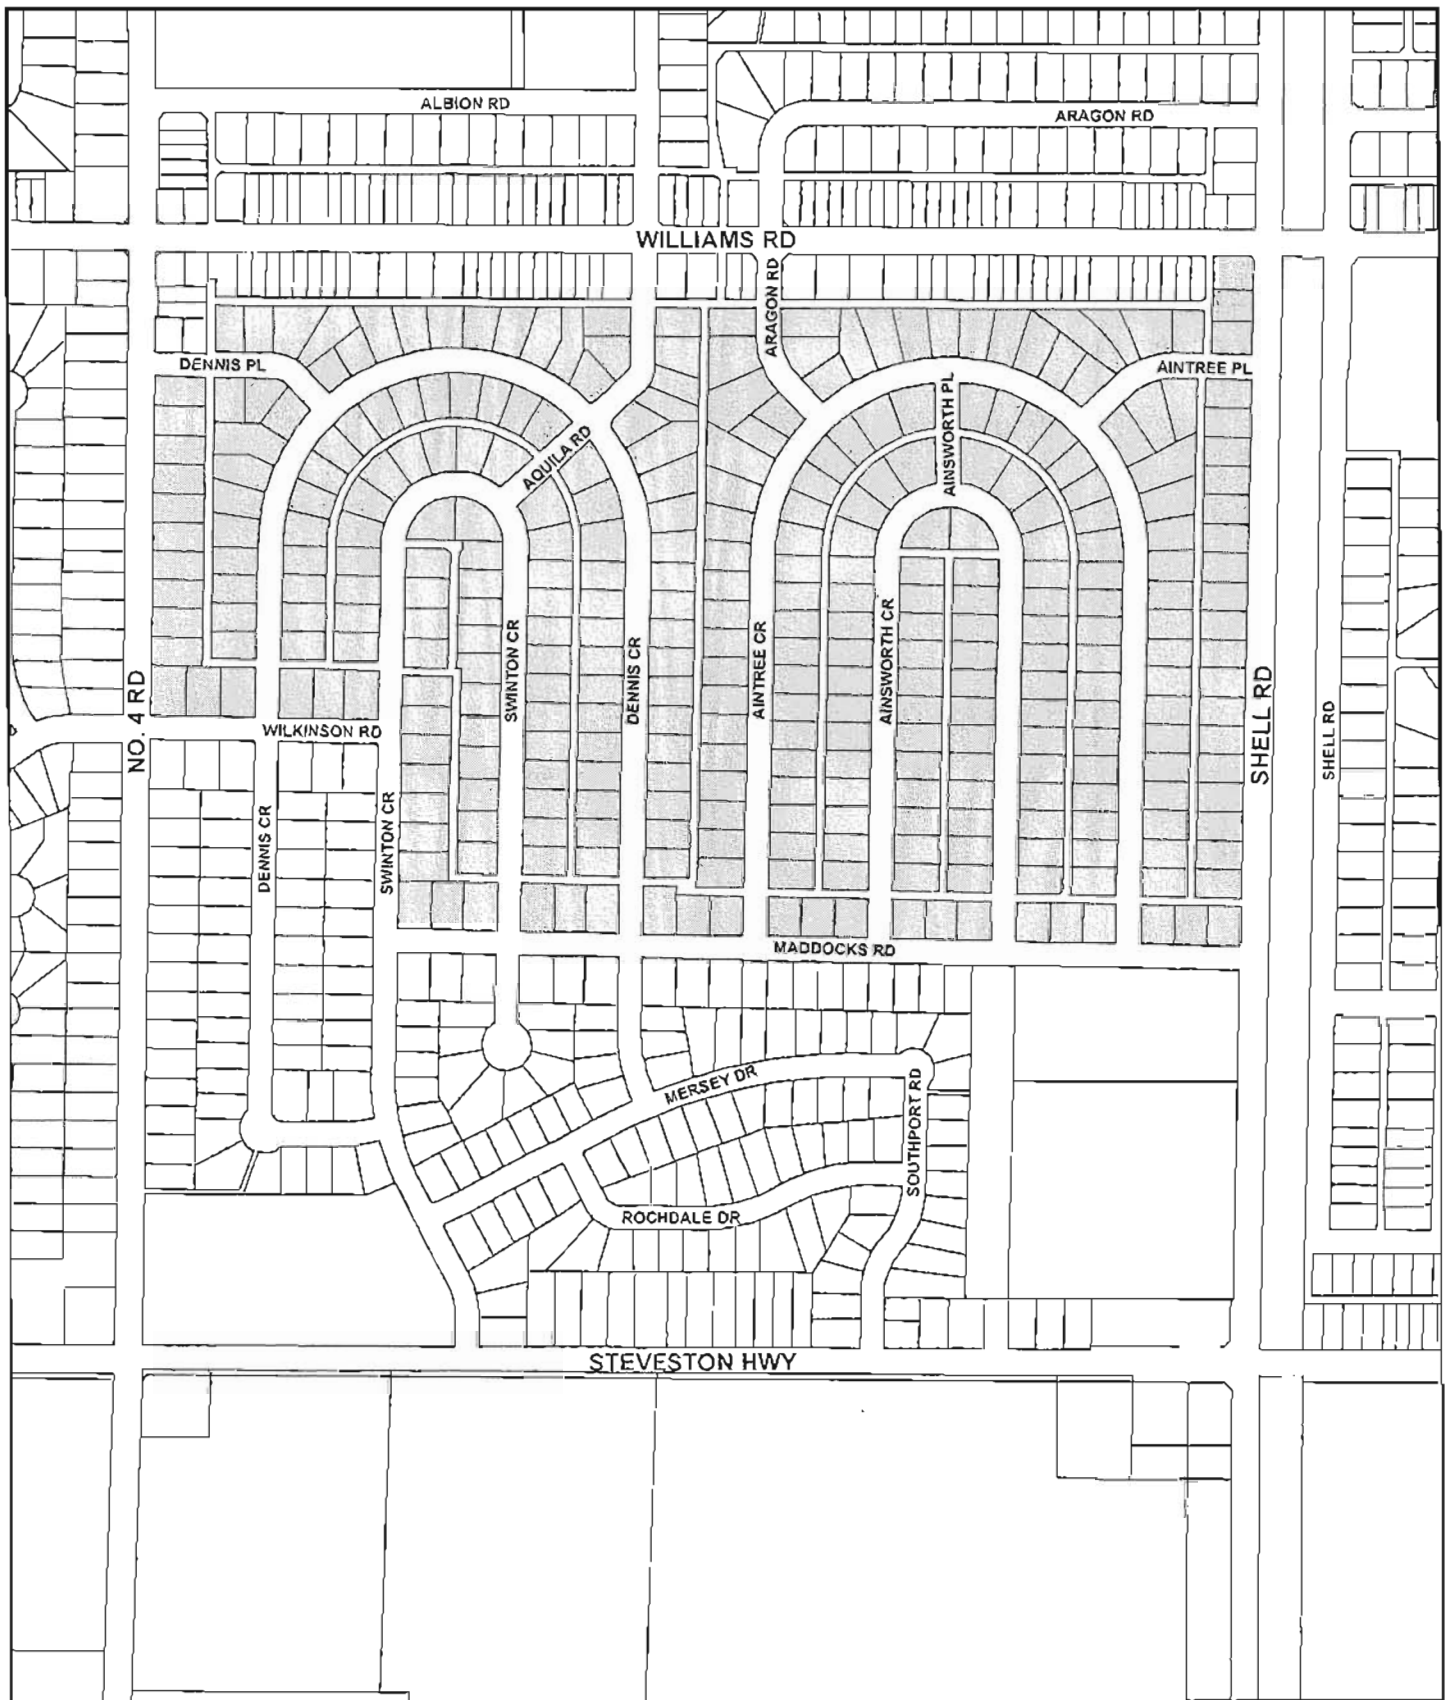 ALBION RD
ARAGON RD
WILLIAMS RD
ARAGON RD
DENNIS PL
AINTREE PL
AINSWORTH PL
AQUILA RD
NO. 4 RD
SWINTON CR
DENNIS CR
AINTREE CR
AINSWORTH CR
SHELL RD
SHELL RD
WILKINSON RD
DENNIS CR
SWINTON CR
MADDOCKS RD
MERSEY DR
SOUTHPORT RD
ROCHDALE DR
STEVESTON HWY